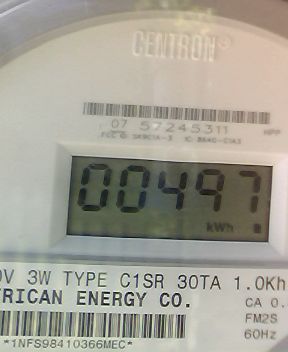 CENTRON®
07 57245311
00497
kWh
V 3W TYPE C1SR 30TA 1.0Kh
RICAN ENERGY CO.
CA 0.
FM2S
60Hz
*1NFS98410366MEC*